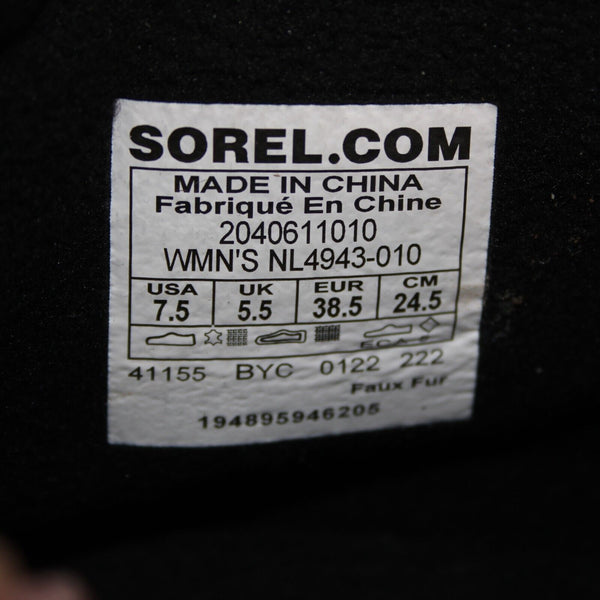 SOREL.COM
MADE IN CHINA
Fabriqué En Chine
2040611010
WMN'S NL4943-010
USA UK EUR CM
7.5 5.5 38.5 24.5
41155 BYC 0122 222
Faux Fur
194895946205